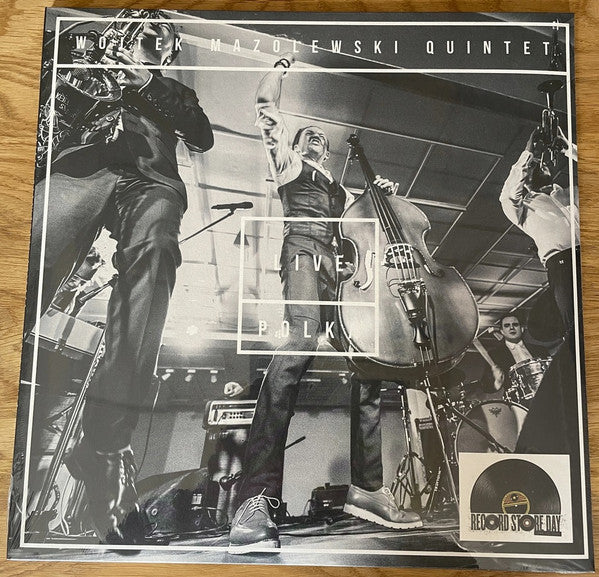 WOJTEK MAZOLEWSKI QUINTET
LIVE
POLKA
RECORD STORE DAY